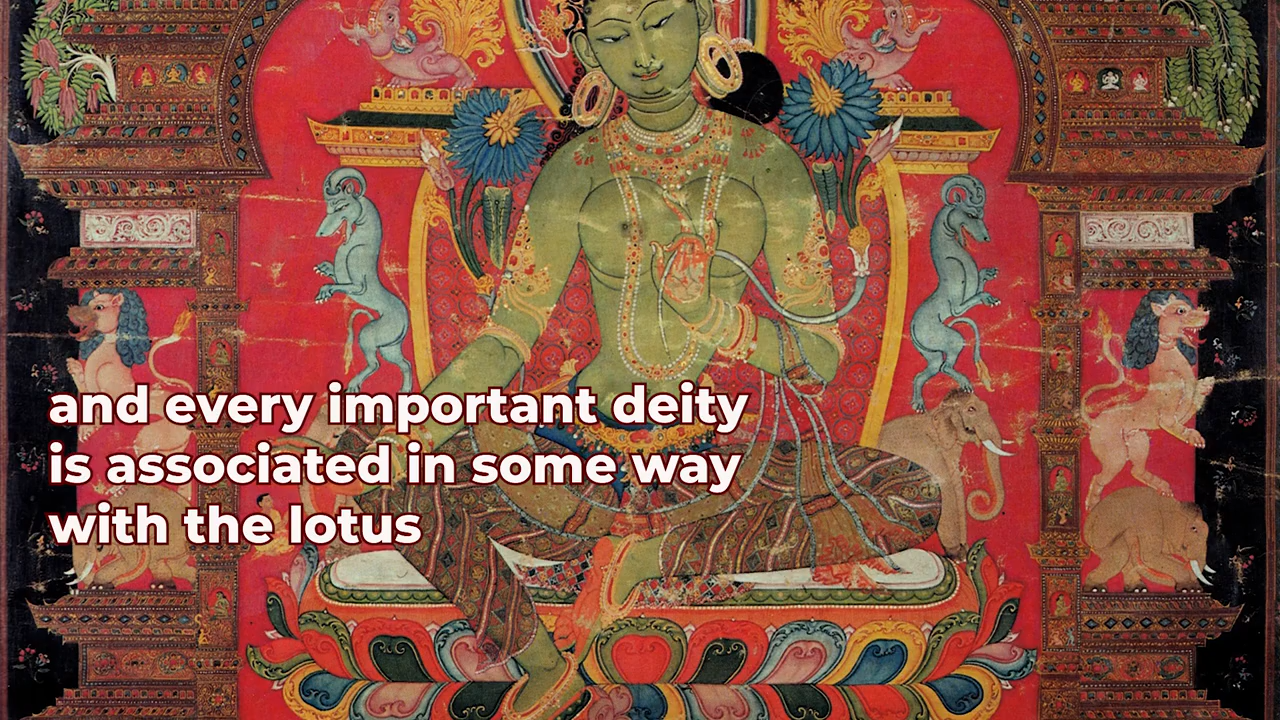 and every important deity
is associated in some way
with the lotus